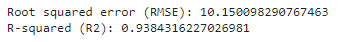 Root squared error (RMSE): 10.150098290767463
R-squared (R2): 0.9384316227026981